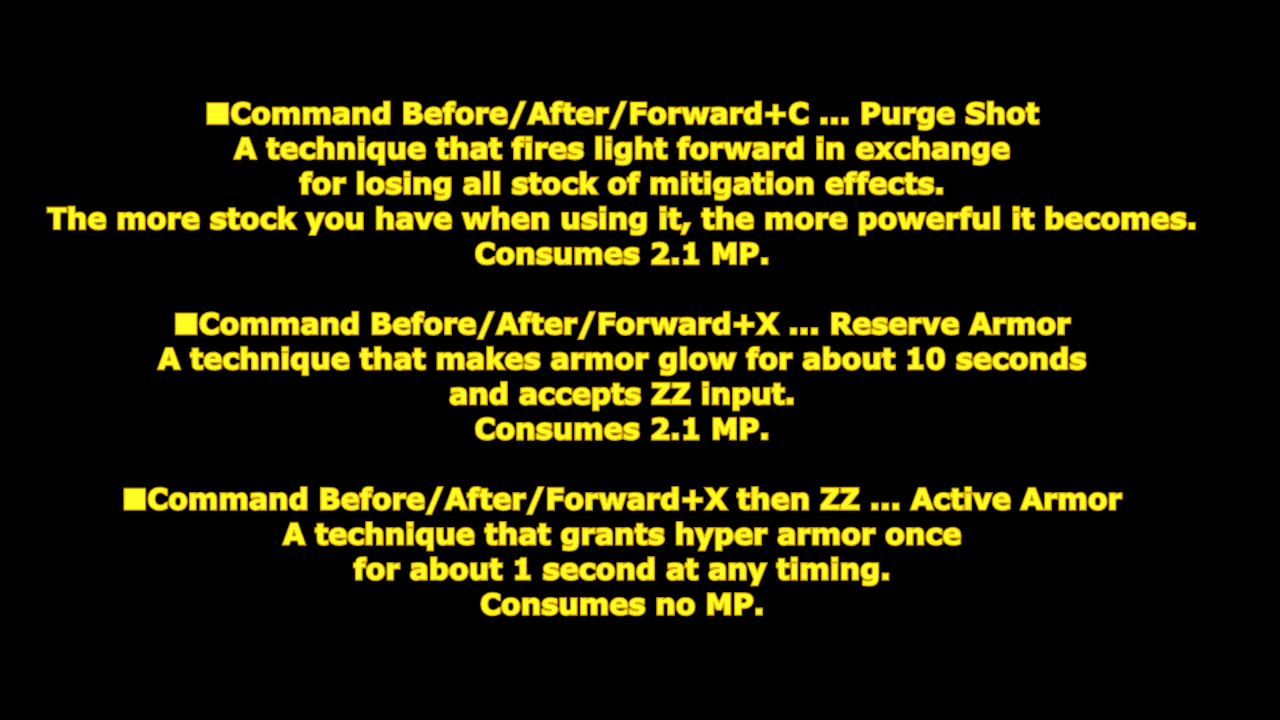 ■Command Before/After/Forward+C ... Purge Shot
A technique that fires light forward in exchange
for losing all stock of mitigation effects.
The more stock you have when using it, the more powerful it becomes.
Consumes 2.1 MP.
■Command Before/After/Forward+X ... Reserve Armor
A technique that makes armor glow for about 10 seconds
and accepts ZZ input.
Consumes 2.1 MP.
■Command Before/After/Forward+X then ZZ ... Active Armor
A technique that grants hyper armor once
for about 1 second at any timing.
Consumes no MP.